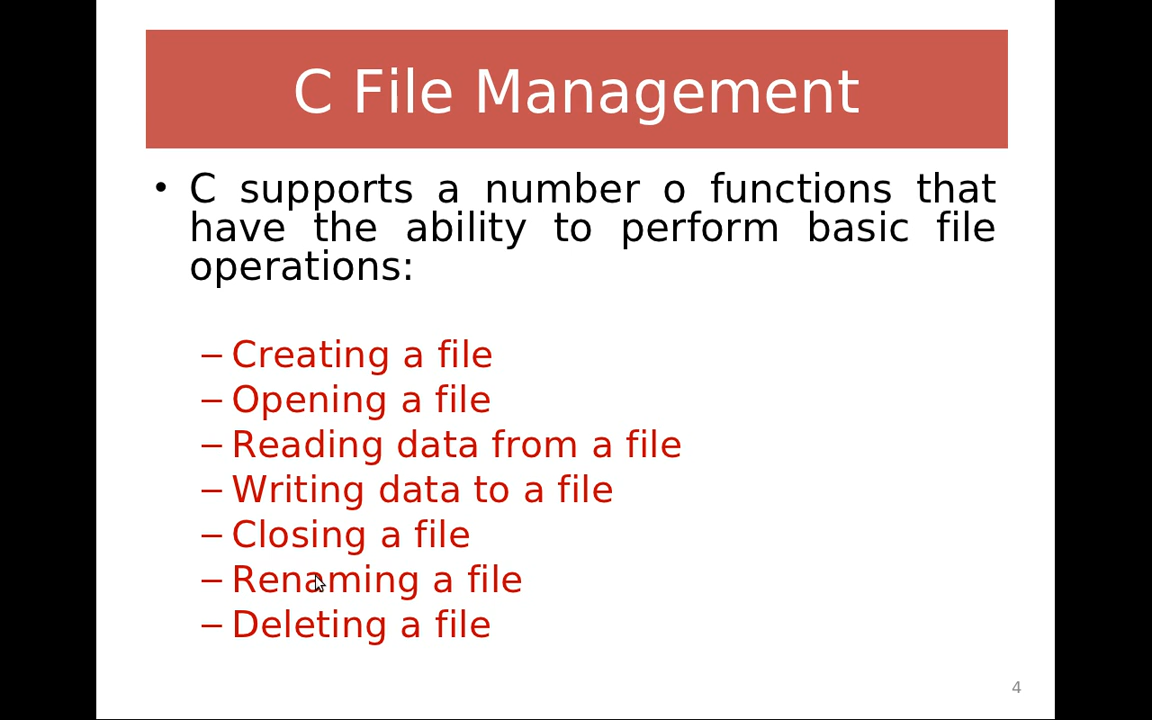 C File Management
• C supports a number o functions that
have the ability to perform basic file
operations:
– Creating a file
– Opening a file
– Reading data from a file
– Writing data to a file
– Closing a file
– Renaming a file
– Deleting a file
4